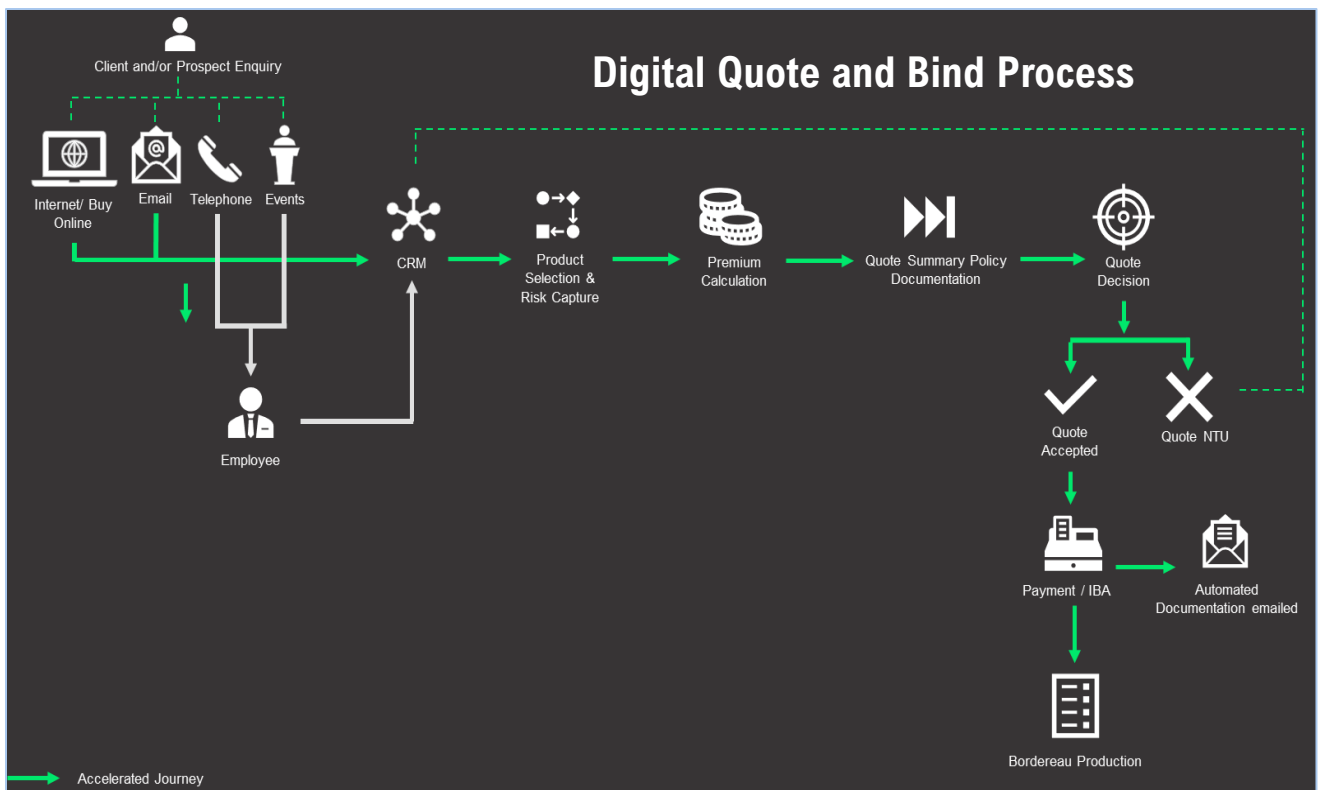 Digital Quote and Bind Process
Client and/or Prospect Enquiry
Internet/ Buy
Online
Email
@
Telephone
Events
CRM
Product
Selection &
Risk Capture
Premium
Calculation
Quote Summary Policy
Documentation
Quote
Decision
Quote
Accepted
Quote NTU
Employee
Payment / IBA
Automated
Documentation emailed
Bordereau Production
Accelerated Journey